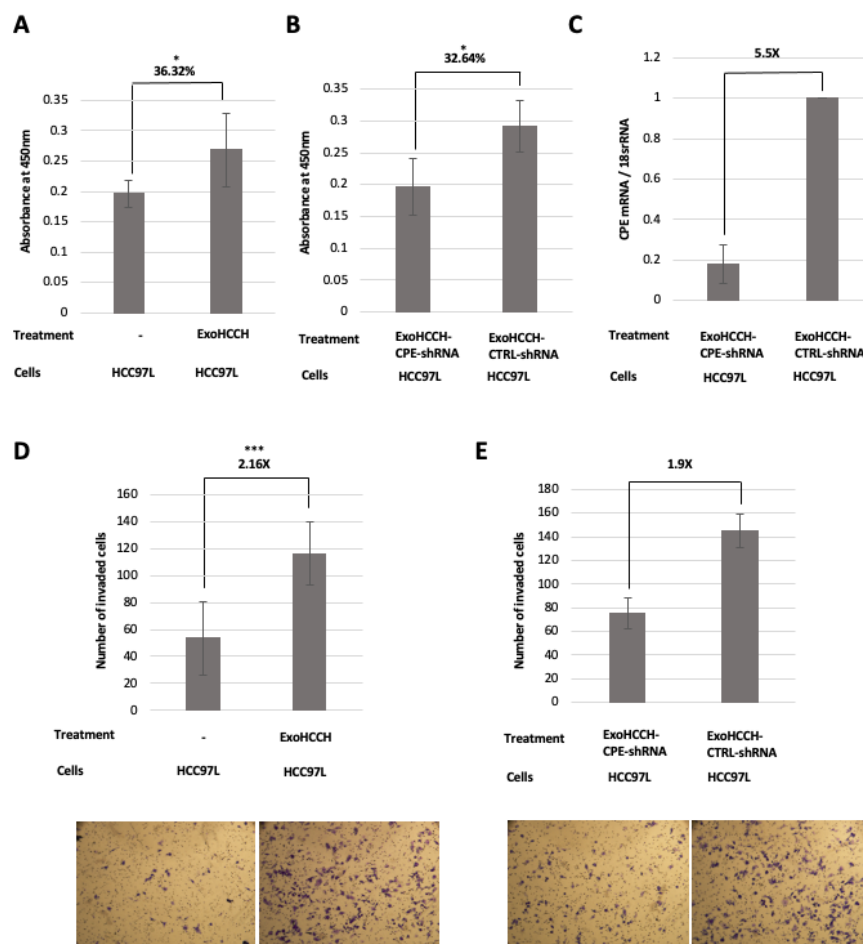 A
*
36.32%
0.35
0.3
0.25
0.2
0.15
0.1
0.05
0
Absorbance at 450nm
Treatment - ExoHCCH
Cells HCC97L HCC97L
B
*
32.64%
0.35
0.3
0.25
0.2
0.15
0.1
0.05
0
Absorbance at 450nm
Treatment ExoHCCH- ExoHCCH-
CPE-shRNA CTRL-shRNA
Cells HCC97L HCC97L
C
5.5X
1.2
1
0.8
0.6
0.4
0.2
0
CPE mRNA / 18srRNA
Treatment ExoHCCH- ExoHCCH-
CPE-shRNA CTRL-shRNA
Cells HCC97L HCC97L
D
***
2.16X
160
140
120
100
80
60
40
20
0
Number of invaded cells
Treatment - ExoHCCH
Cells HCC97L HCC97L
E
1.9X
180
160
140
120
100
80
60
40
20
0
Number of invaded cells
Treatment ExoHCCH- ExoHCCH-
CPE-shRNA CTRL-shRNA
Cells HCC97L HCC97L